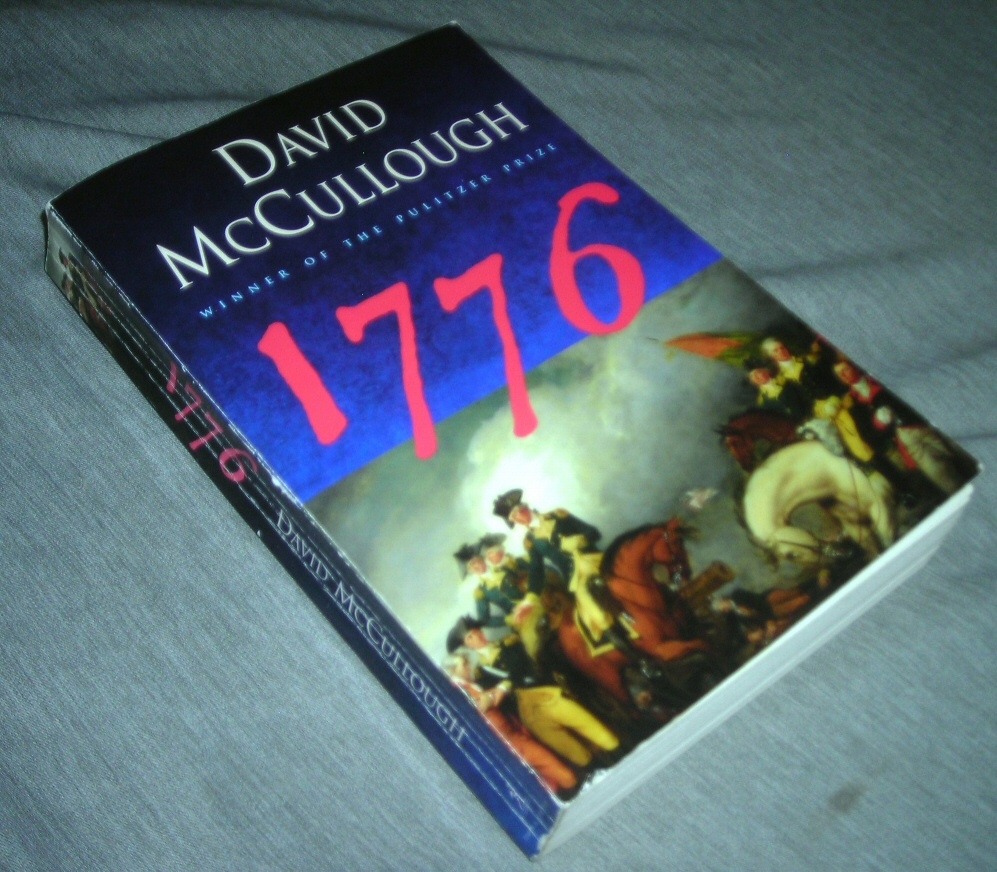 DAVID
MCCULLOUGH
WINNER OF THE PULITZER PRIZE
1776
1776 DAVID MCCULLOUGH